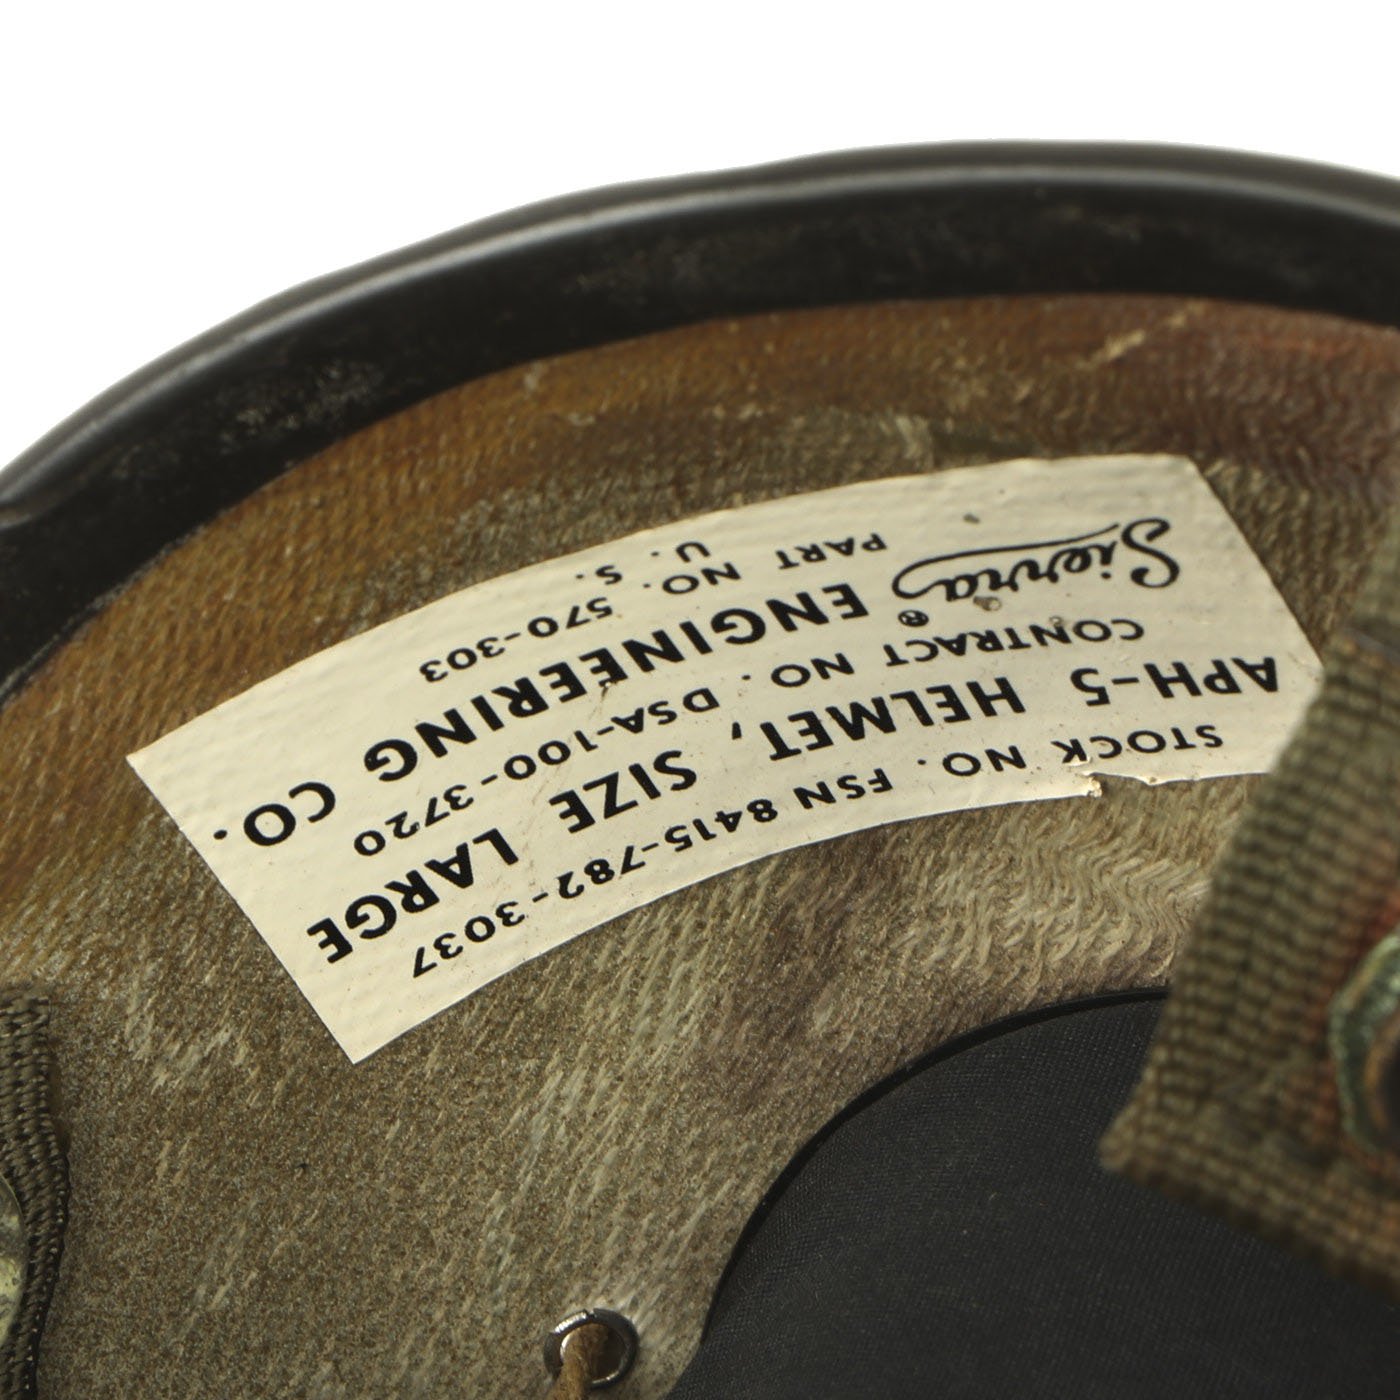 STOCK NO. FSN 8415-782-3037
APH-5 HELMET, SIZE LARGE
CONTRACT NO. DSA-100-3720
Sierra® ENGINEERING CO.
PART NO. 570-303
U. S.